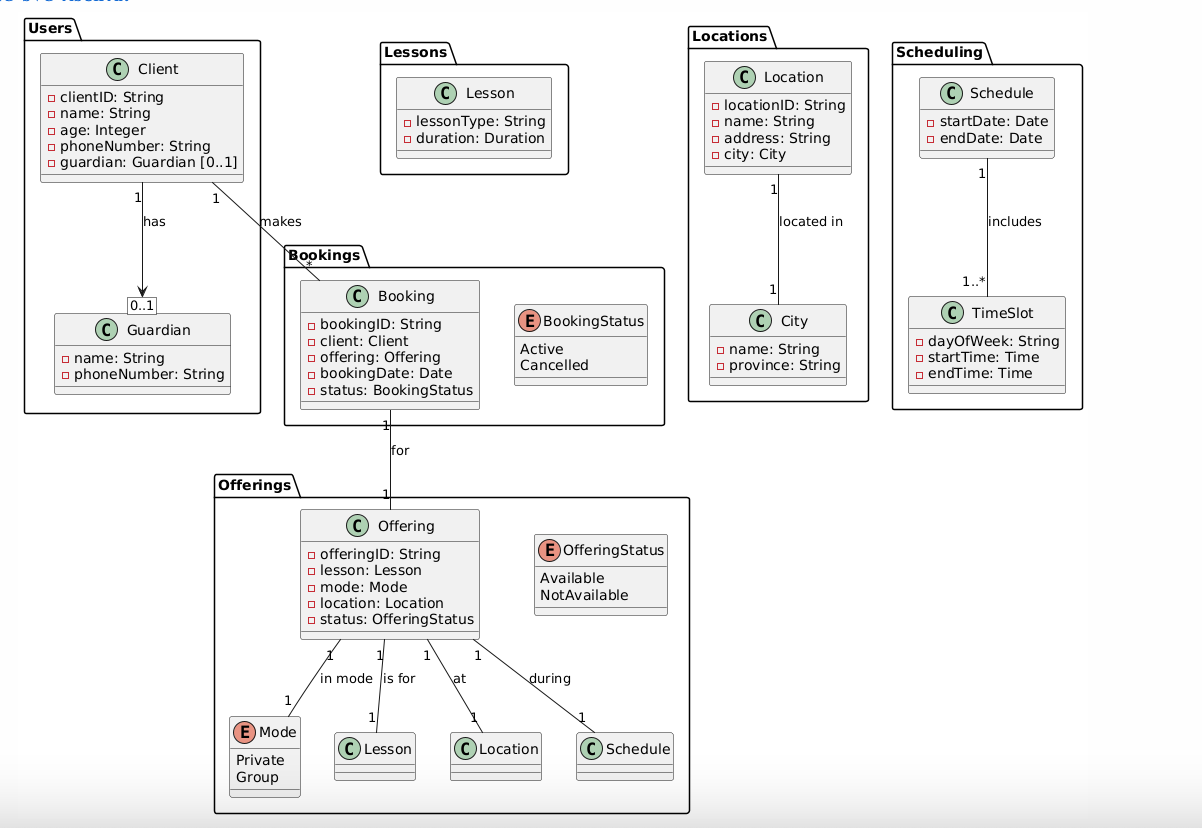 Users
C Client
clientID: String
name: String
age: Integer
phoneNumber: String
guardian: Guardian [0..1]
1
has
0..1
C Guardian
name: String
phoneNumber: String
1
makes
*
Lessons
C Lesson
lessonType: String
duration: Duration
Bookings
C Booking
bookingID: String
client: Client
offering: Offering
bookingDate: Date
status: BookingStatus
E BookingStatus
Active
Cancelled
1
for
1
Locations
C Location
locationID: String
name: String
address: String
city: City
1
located in
1
C City
name: String
province: String
Scheduling
C Schedule
startDate: Date
endDate: Date
1
includes
1..*
C TimeSlot
dayOfWeek: String
startTime: Time
endTime: Time
Offerings
C Offering
offeringID: String
lesson: Lesson
mode: Mode
location: Location
status: OfferingStatus
E OfferingStatus
Available
NotAvailable
1 1 1 1
in mode is for at during
1 1 1 1
E Mode
Private
Group
C Lesson
C Location
C Schedule